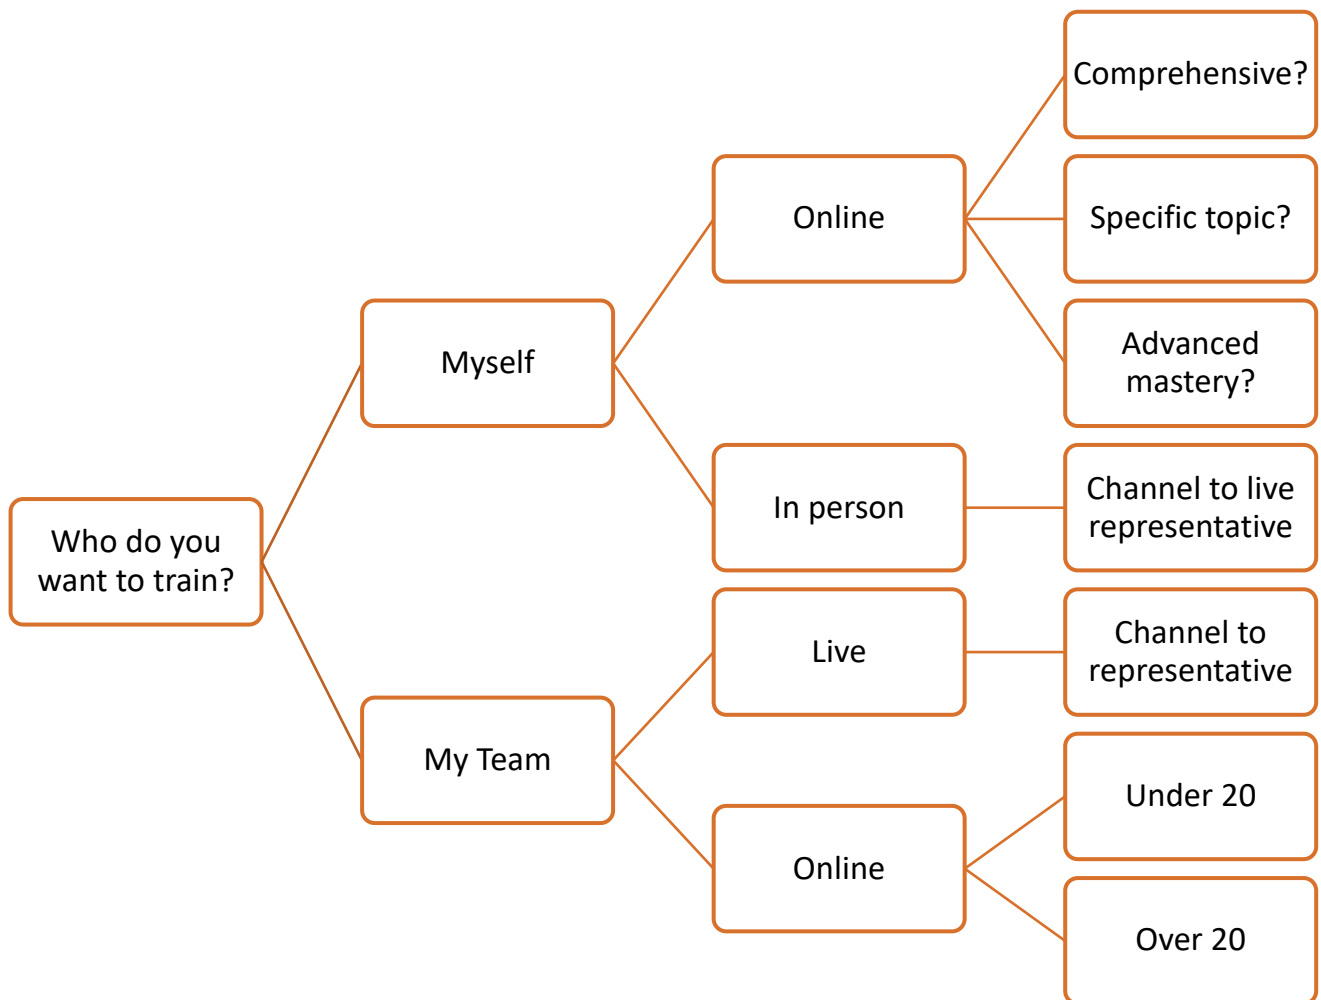 Who do you
want to train?
Myself
Online
Comprehensive?
Specific topic?
Advanced
mastery?
In person
Channel to live
representative
My Team
Live
Channel to
representative
Online
Under 20
Over 20